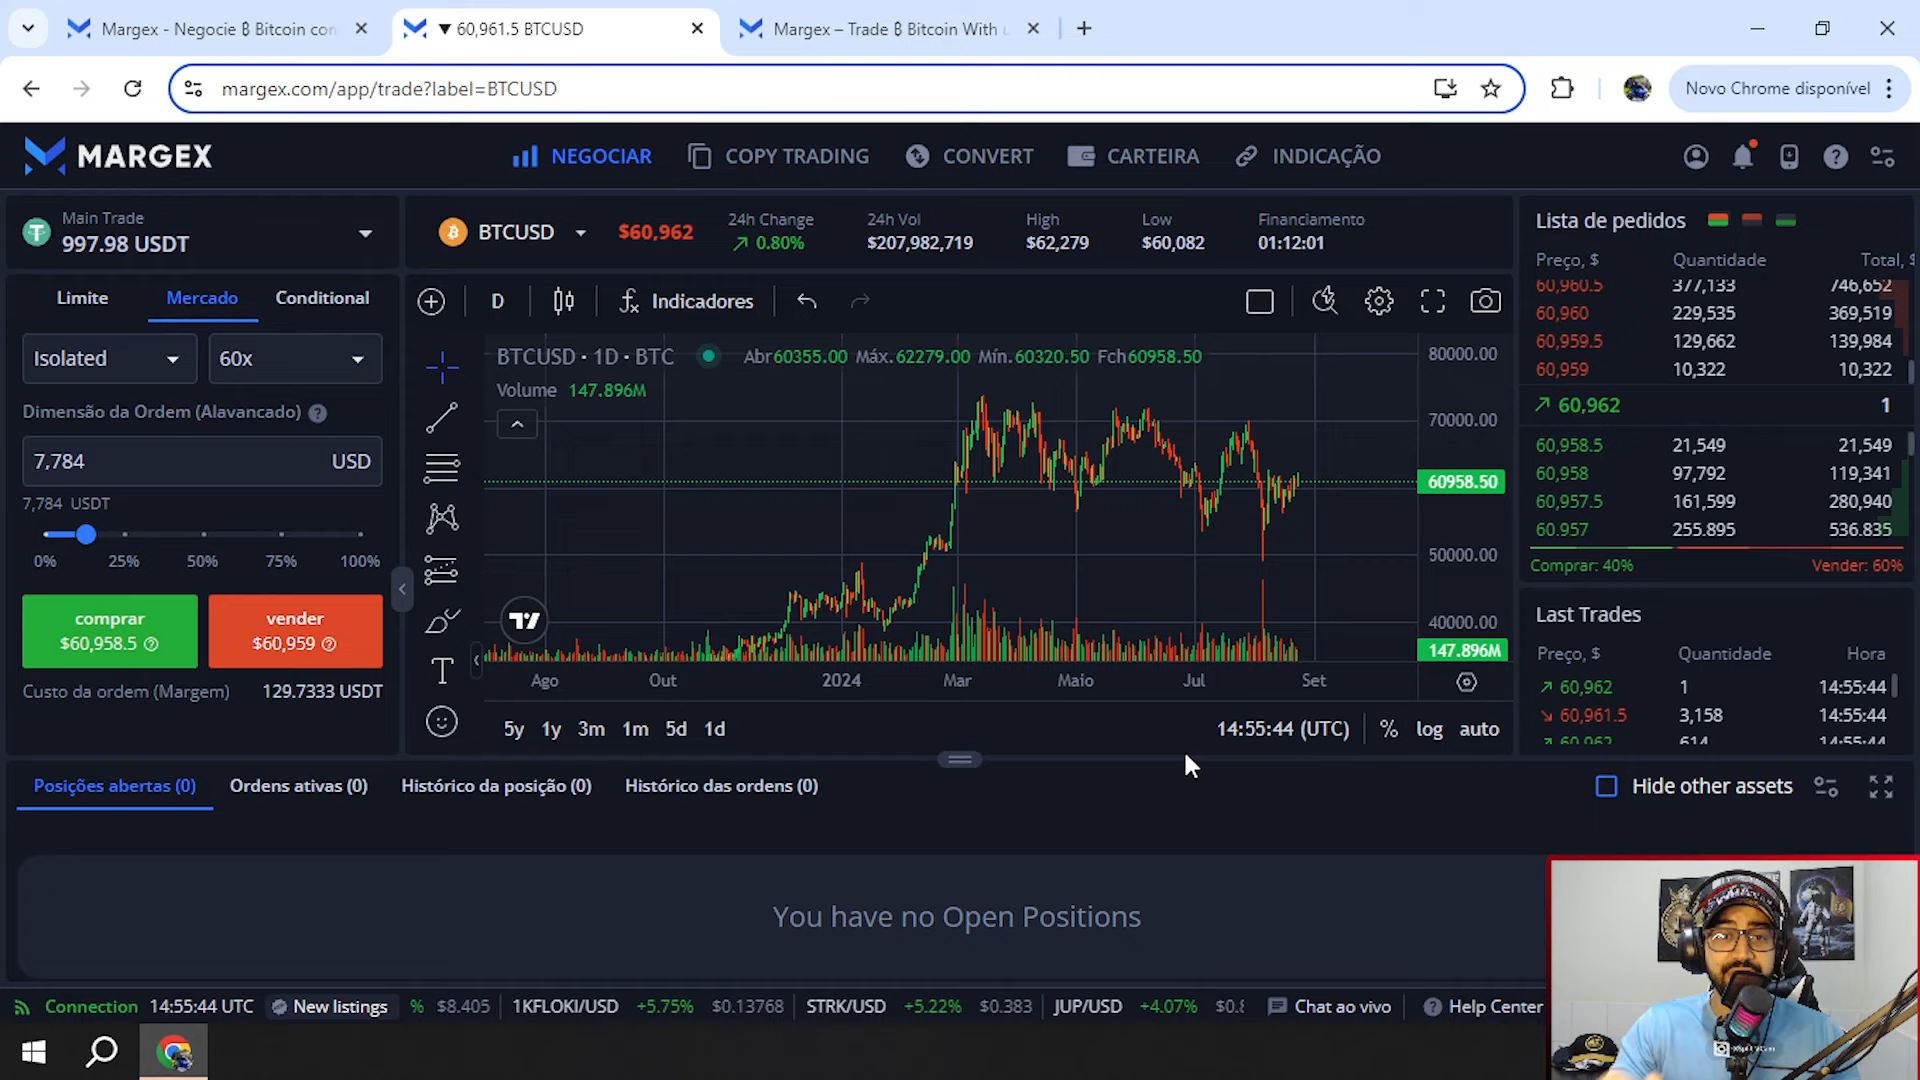 Margex - Negocie ₿ Bitcoin con
▼ 60,961.5 BTCUSD
Margex – Trade ₿ Bitcoin With u
margex.com/app/trade?label=BTCUSD
Novo Chrome disponível
MARGEX
NEGOCIAR
COPY TRADING
CONVERT
CARTEIRA
INDICAÇÃO
Main Trade
997.98 USDT
BTCUSD
$60,962
24h Change
0.80%
24h Vol
$207,982,719
High
$62,279
Low
$60,082
Financiamento
01:12:01
Limite
Mercado
Conditional
Isolated
60x
Dimensão da Ordem (Alavancado)
7,784 USD
7,784 USDT
0% 25% 50% 75% 100%
comprar
$60,958.5
vender
$60,959
Custo da ordem (Margem) 129.7333 USDT
D
Indicadores
BTCUSD · 1D · BTC
Abr60355.00 Máx.62279.00 Mín.60320.50 Fch60958.50
Volume 147.896M
80000.00
70000.00
60958.50
50000.00
40000.00
147.896M
Ago Out 2024 Mar Maio Jul Set
5y 1y 3m 1m 5d 1d
14:55:44 (UTC) % log auto
Lista de pedidos
Preço, $ Quantidade Total, $
60,960.5 377,133 746,652
60,960 229,535 369,519
60,959.5 129,662 139,984
60,959 10,322 10,322
60,962 1
60,958.5 21,549 21,549
60,958 97,792 119,341
60,957.5 161,599 280,940
60,957 255,895 536,835
Comprar: 40% Vender: 60%
Last Trades
Preço, $ Quantidade Hora
60,962 1 14:55:44
60,961.5 3,158 14:55:44
60,962 614 14:55:44
Posições abertas (0)
Ordens ativas (0)
Histórico da posição (0)
Histórico das ordens (0)
Hide other assets
You have no Open Positions
Connection 14:55:44 UTC
New listings
% $8.405
1KFLOKI/USD +5.75% $0.13768
STRK/USD +5.22% $0.383
JUP/USD +4.07% $0.8
Chat ao vivo
Help Center